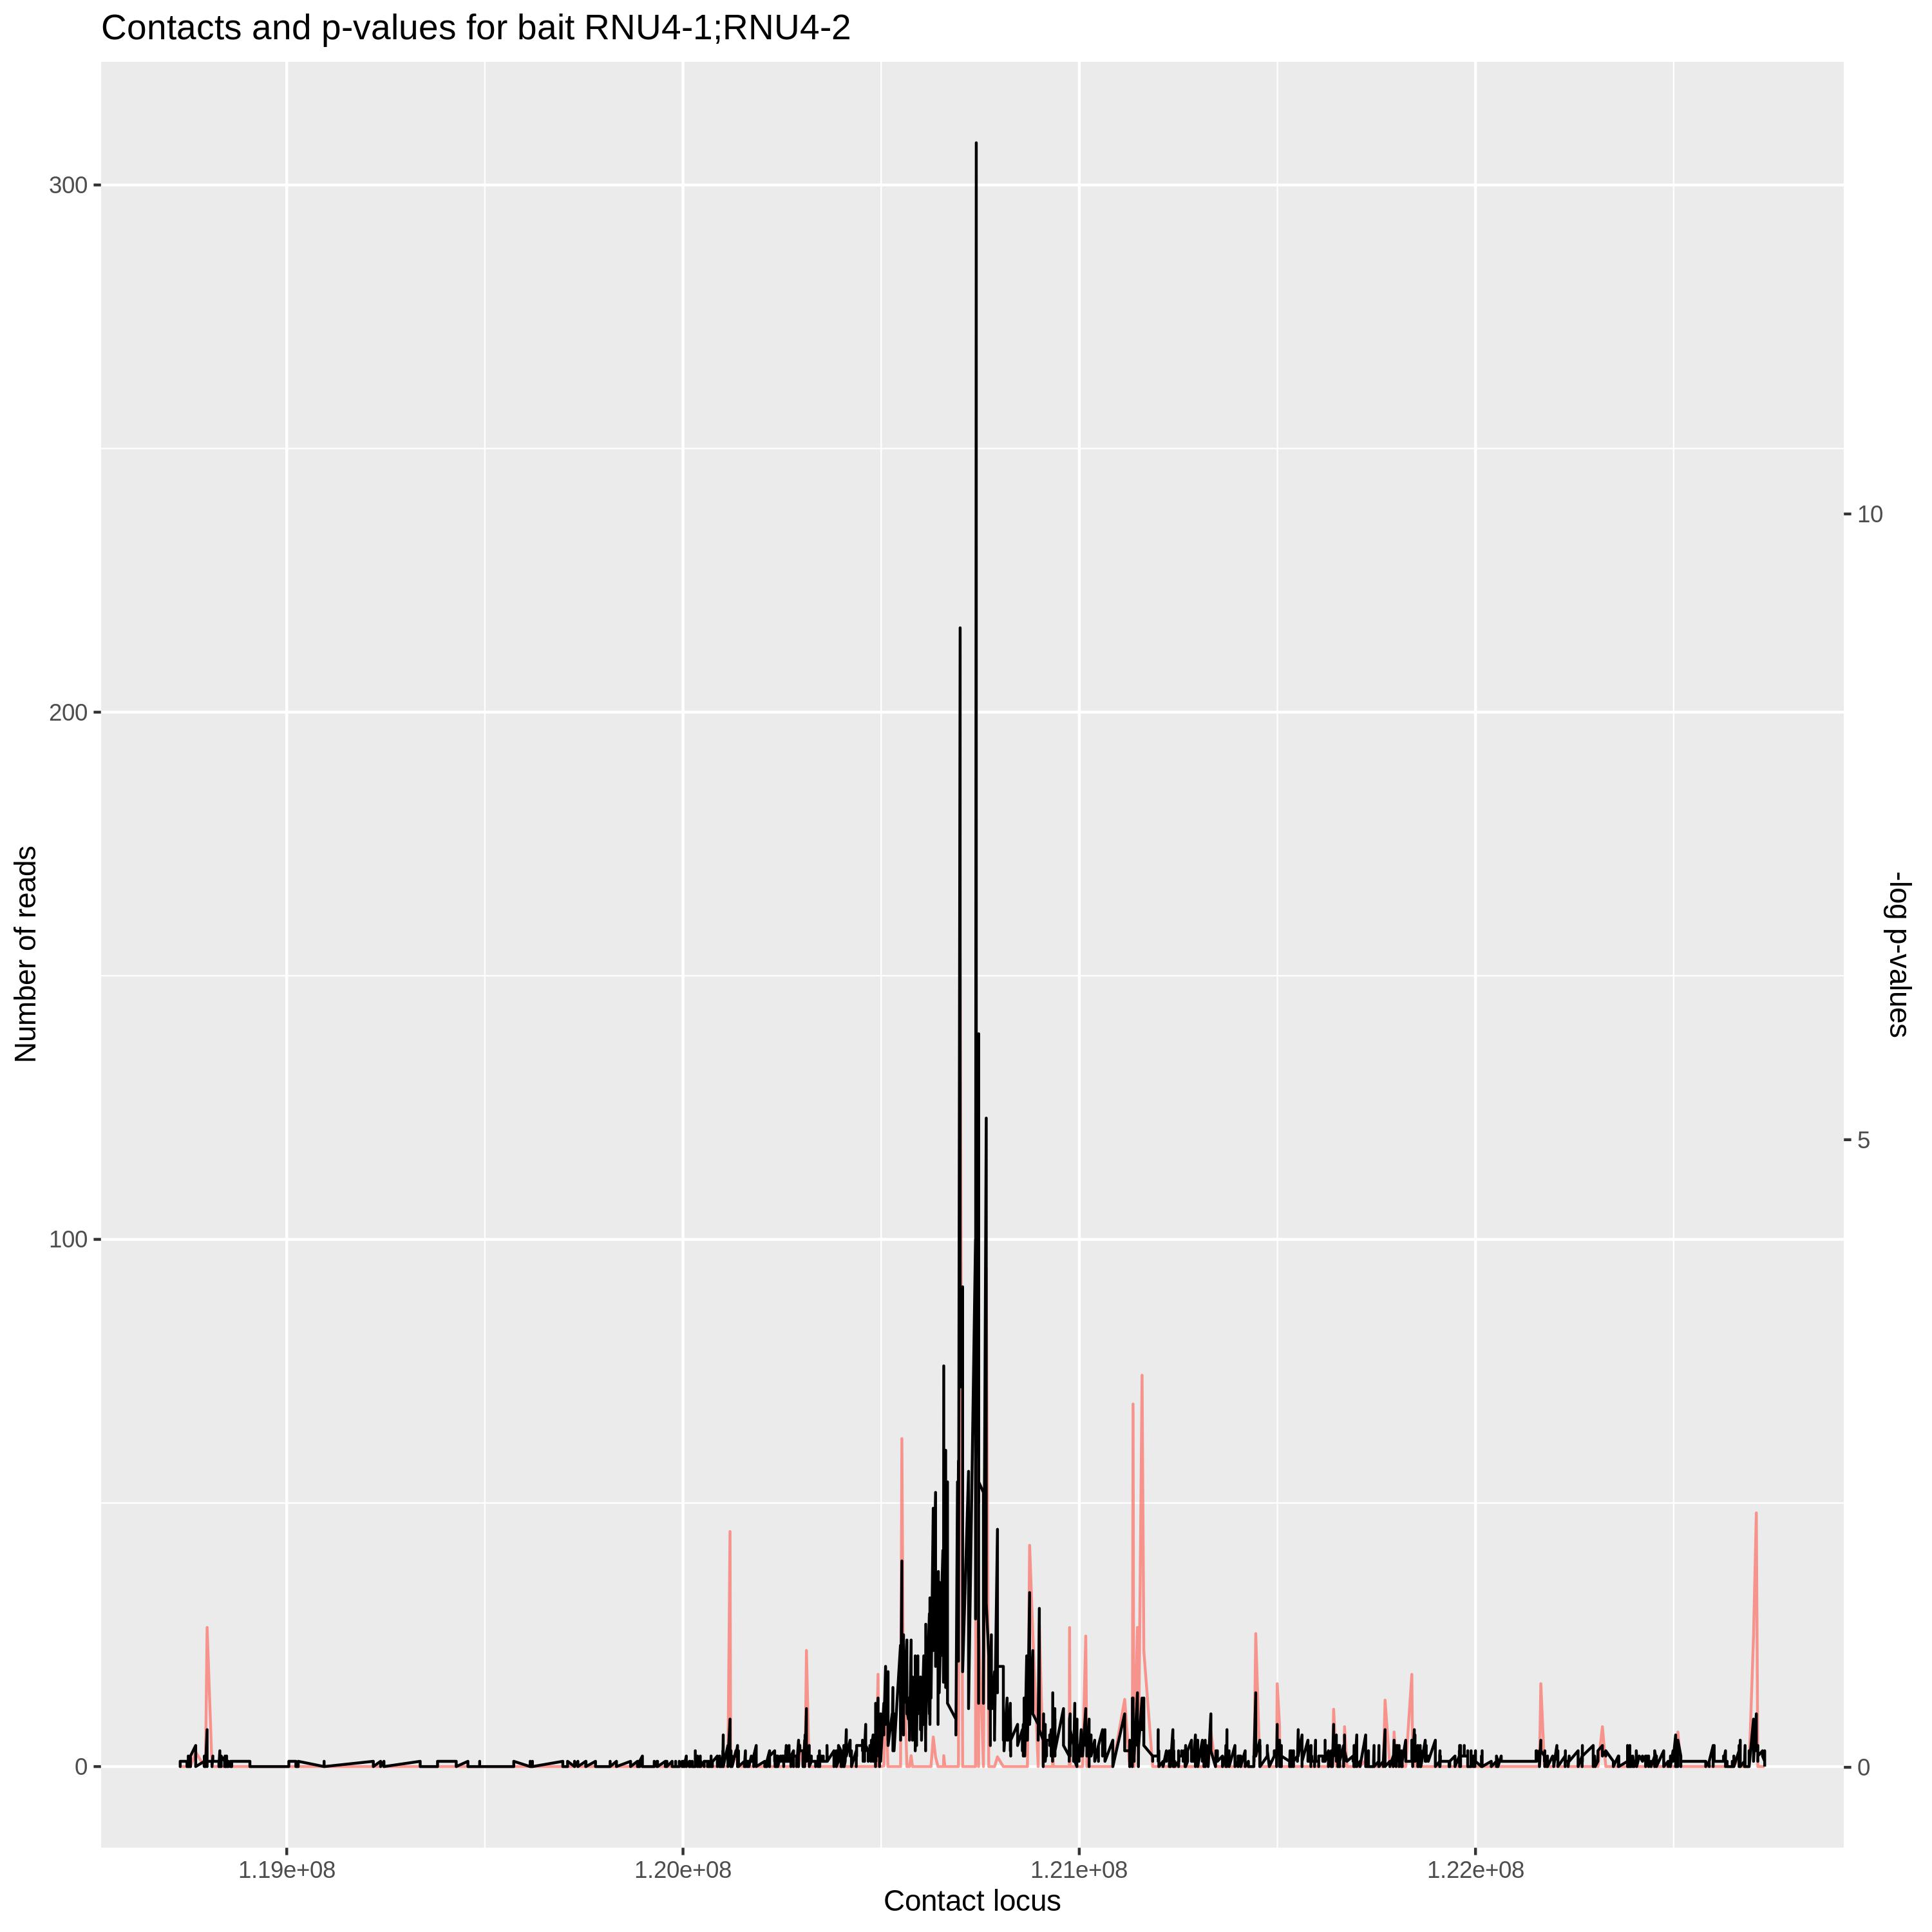 Contacts and p-values for bait RNU4-1;RNU4-2
300
200
100
0
10
5
0
Number of reads
-log p-values
1.19e+08 1.20e+08 1.21e+08 1.22e+08
Contact locus